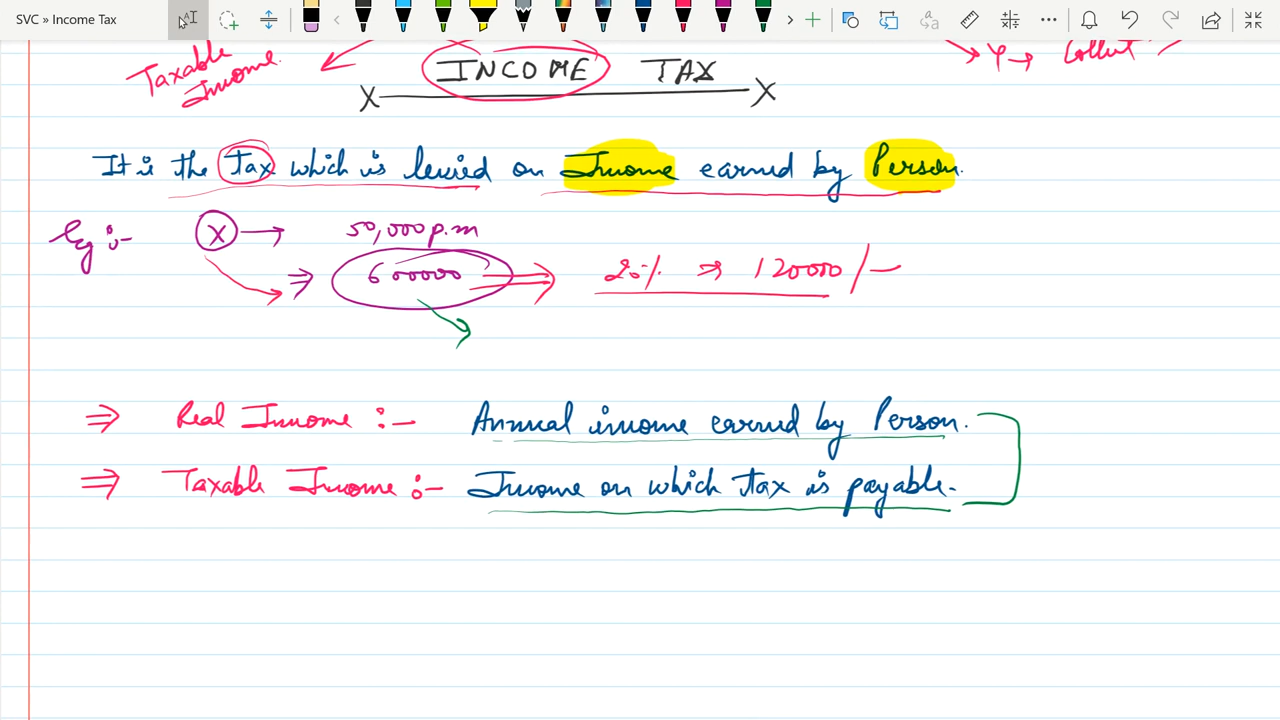 SVC » Income Tax
Taxable
Income.
INCOME TAX
X X
Y → Collect
It is the Tax which is levied on Income earned by Person.
Eg :- X → 50,000 p.m
⇒ 600000 ⇒ 20% ⇒ 120000/-
⇒ Real Income :- Annual income earned by Person.
⇒ Taxable Income :- Income on which tax is payable.